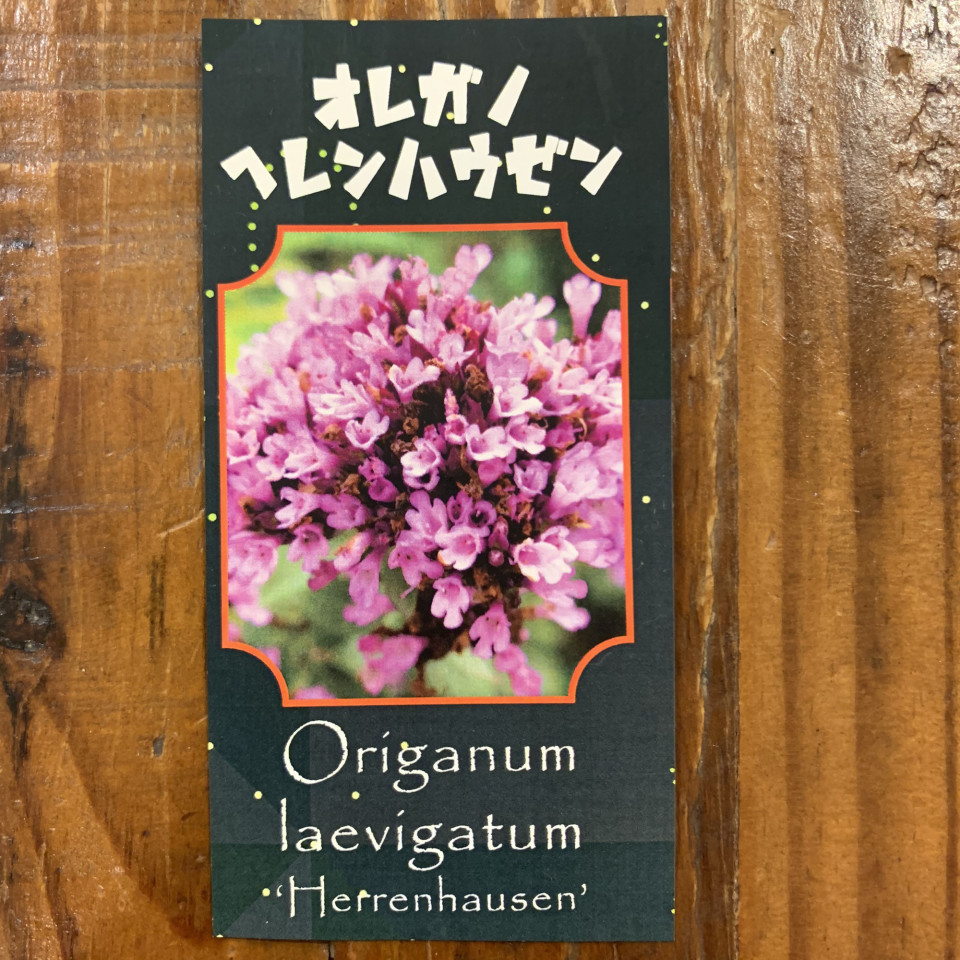 オレガノ
ヘレンハウゼン
Origanum
laevigatum
‘Herrenhausen’